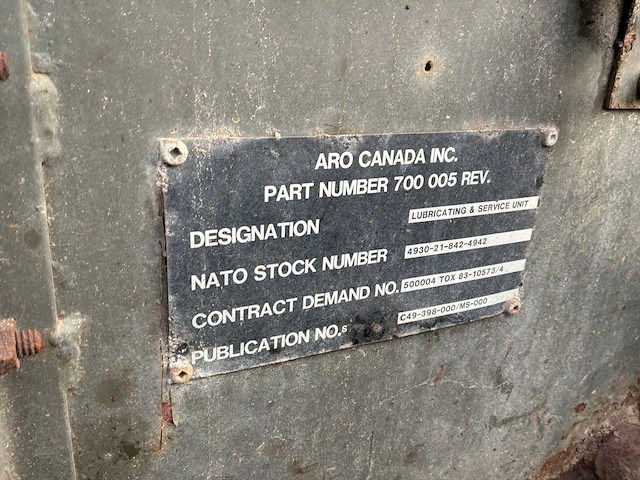 ARO CANADA INC.
PART NUMBER 700 005 REV.
DESIGNATION LUBRICATING & SERVICE UNIT
NATO STOCK NUMBER 4930-21-842-4942
CONTRACT DEMAND NO. 500004 TOX 83-10573/4
PUBLICATION NO.s C49-398-000/MS-000